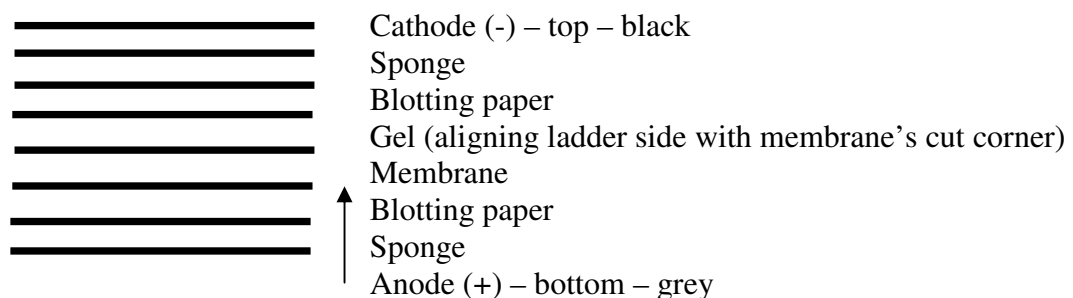 Cathode (-) – top – black
Sponge
Blotting paper
Gel (aligning ladder side with membrane’s cut corner)
Membrane
Blotting paper
Sponge
Anode (+) – bottom – grey